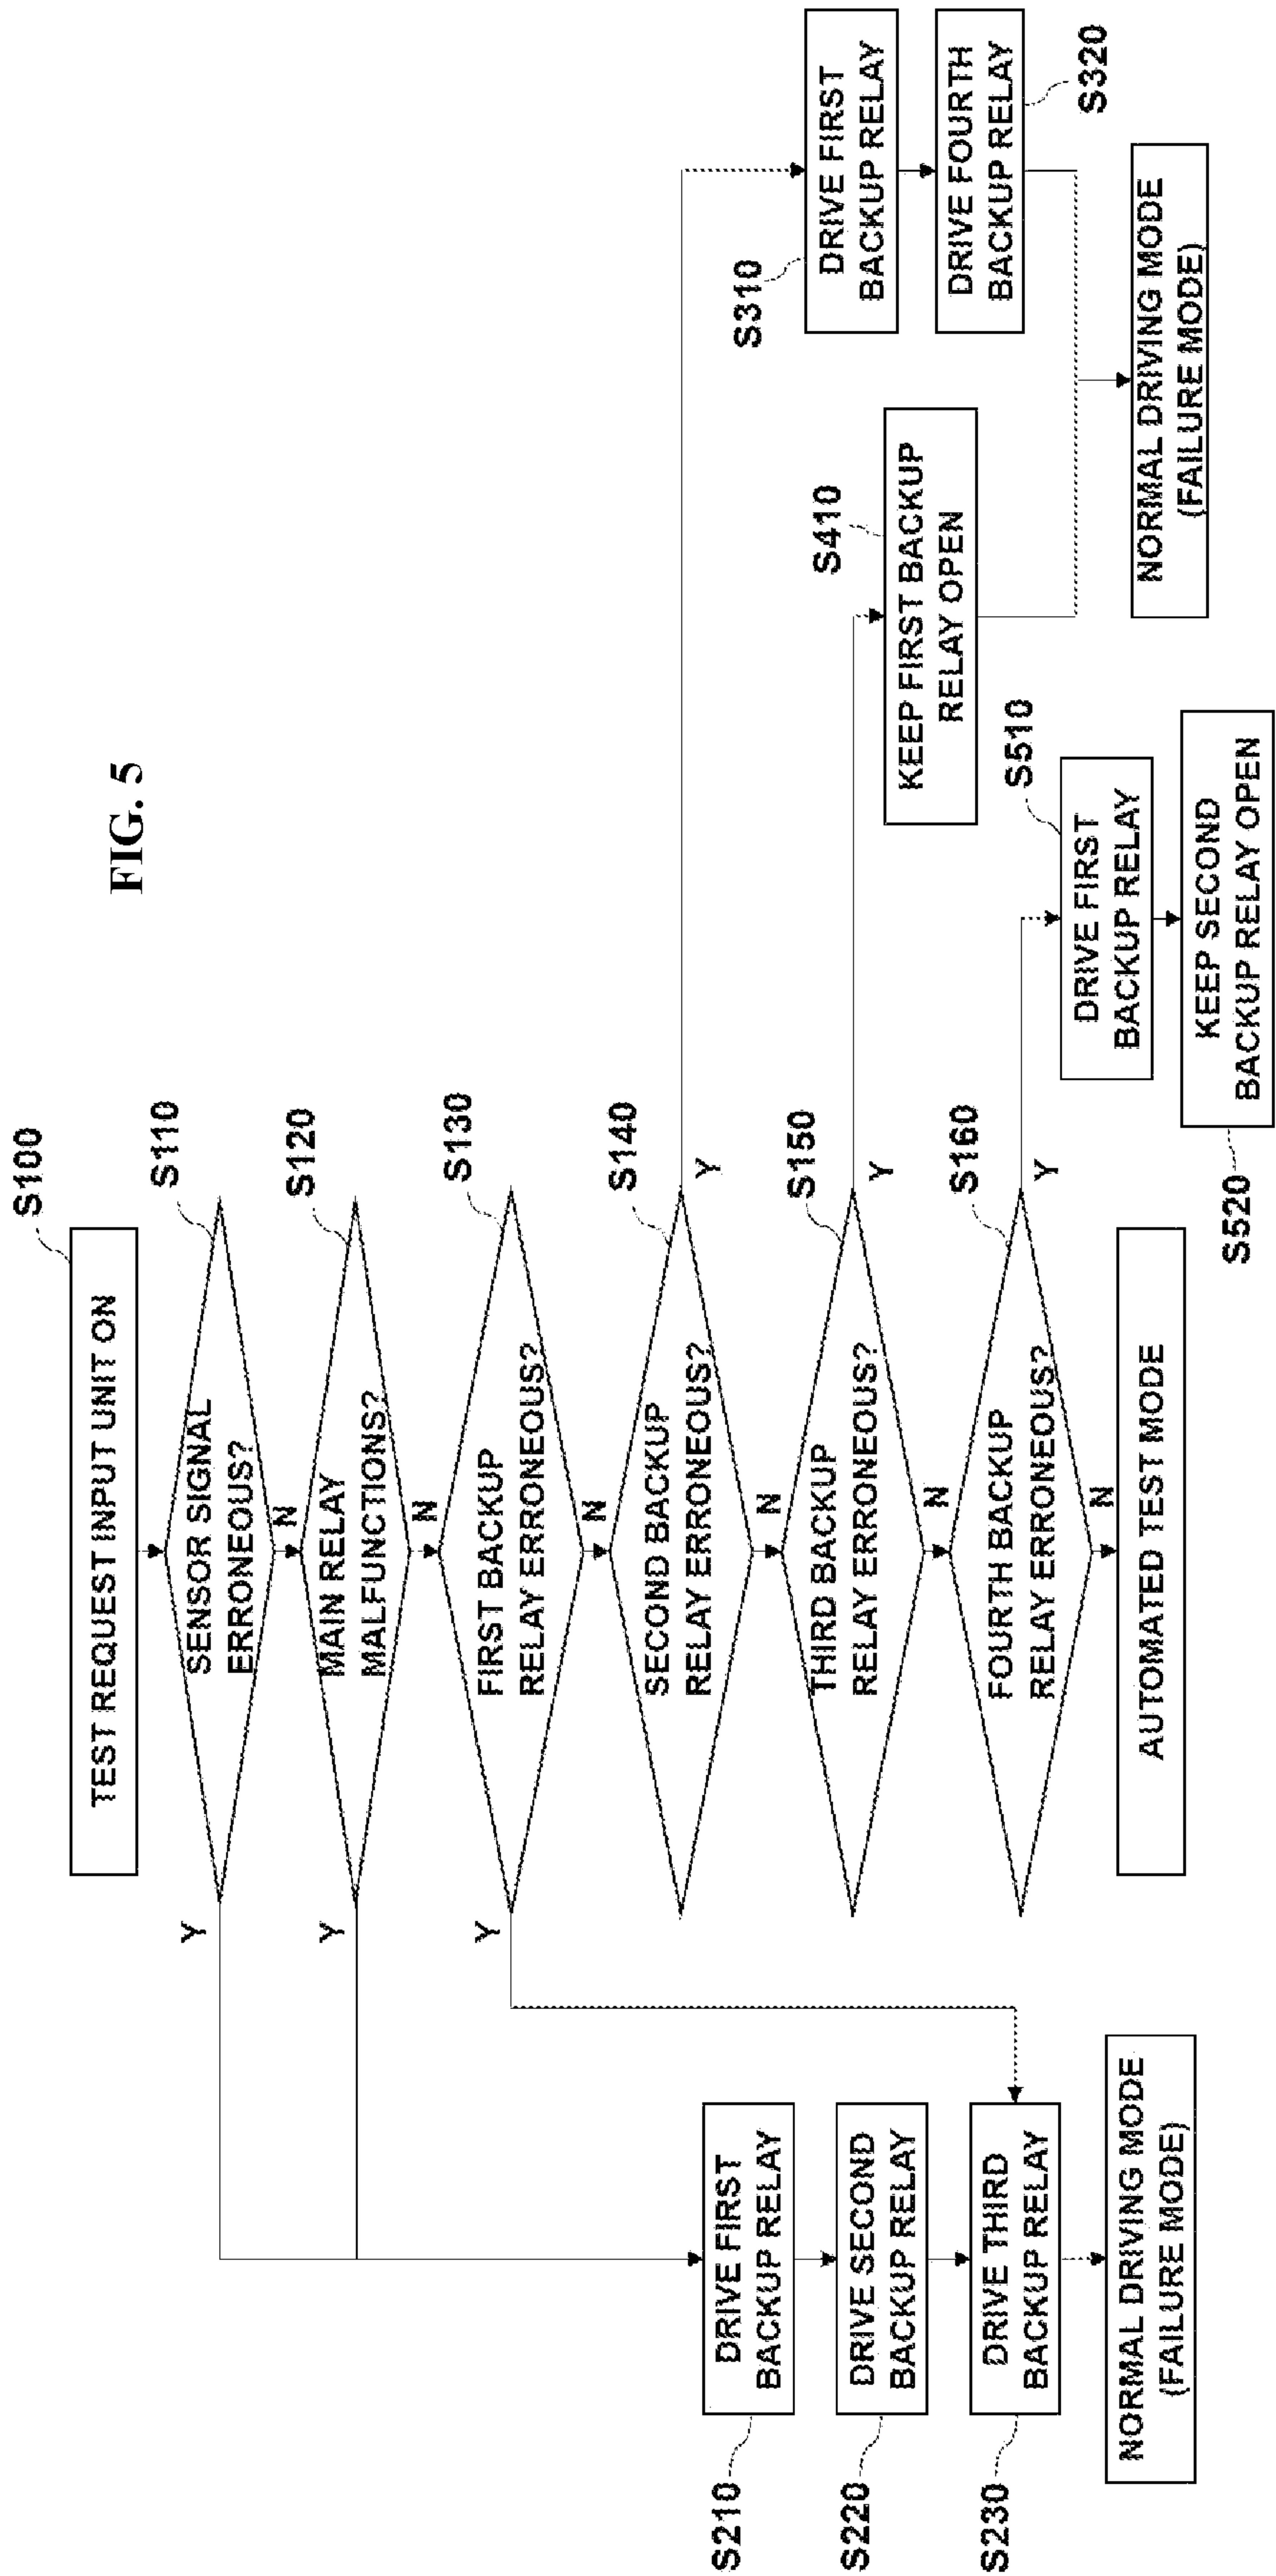 FIG. 5
S100
TEST REQUEST INPUT UNIT ON
S110
SENSOR SIGNAL
ERRONEOUS?
Y
N
S120
MAIN RELAY
MALFUNCTIONS?
Y
N
S130
FIRST BACKUP
RELAY ERRONEOUS?
Y
N
S140
SECOND BACKUP
RELAY ERRONEOUS?
Y
N
S150
THIRD BACKUP
RELAY ERRONEOUS?
Y
N
S160
FOURTH BACKUP
RELAY ERRONEOUS?
Y
N
AUTOMATED TEST MODE
S210
DRIVE FIRST
BACKUP RELAY
S220
DRIVE SECOND
BACKUP RELAY
S230
DRIVE THIRD
BACKUP RELAY
NORMAL DRIVING MODE
(FAILURE MODE)
S310
DRIVE FIRST
BACKUP RELAY
DRIVE FOURTH
BACKUP RELAY
S320
S410
KEEP FIRST BACKUP
RELAY OPEN
NORMAL DRIVING MODE
(FAILURE MODE)
S510
DRIVE FIRST
BACKUP RELAY
KEEP SECOND
BACKUP RELAY OPEN
S520